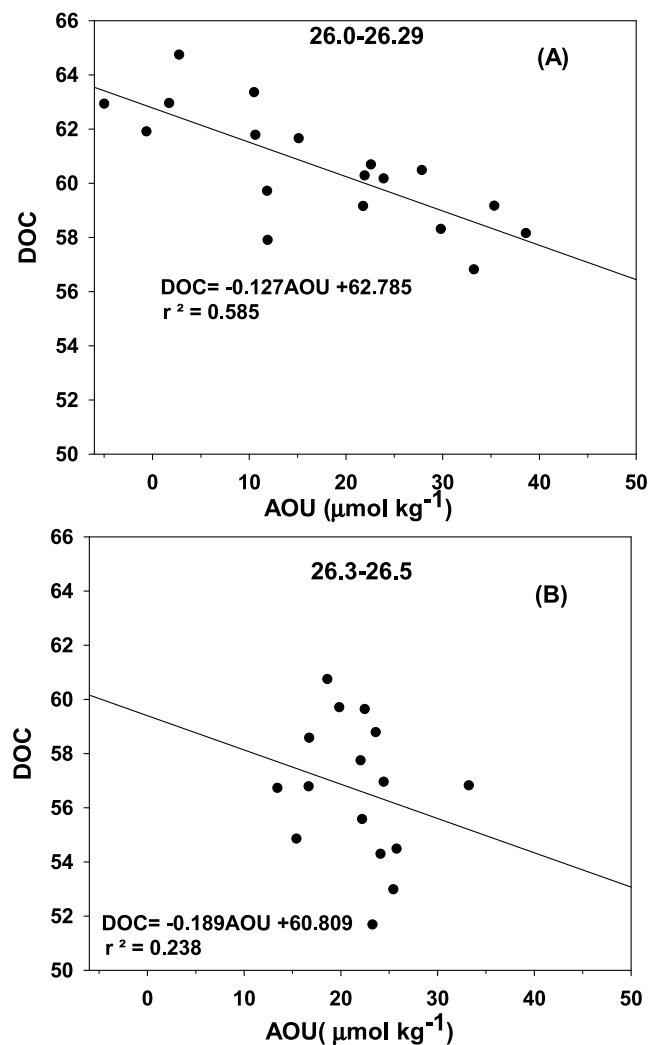 66
26.0-26.29
64
(A)
62
60
DOC
58
DOC= -0.127AOU +62.785
56
r ² = 0.585
54
52
50
0 10 20 30 40 50
AOU (μmol kg⁻¹)
66
26.3-26.5
64
(B)
62
60
DOC
58
56
54
DOC= -0.189AOU +60.809
52
r ² = 0.238
50
0 10 20 30 40 50
AOU( μmol kg⁻¹)